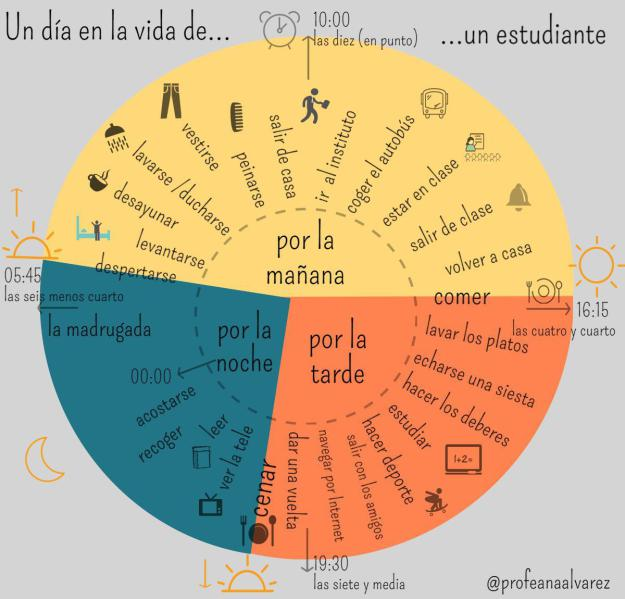 Un día en la vida de...
...un estudiante
10:00
las diez (en punto)
por la
mañana
despertarse
levantarse
desayunar
lavarse /ducharse
vestirse
peinarse
salir de casa
ir al instituto
coger el autobús
estar en clase
salir de clase
volver a casa
comer
16:15
las cuatro y cuarto
por la
tarde
lavar los platos
echarse una siesta
hacer los deberes
estudiar
1+2=
hacer deporte
salir con los amigos
navegar por Internet
dar una vuelta
cenar
19:30
las siete y media
por la
noche
ver la tele
leer
recoger
acostarse
00:00
la madrugada
05:45
las seis menos cuarto
@profeanaalvarez